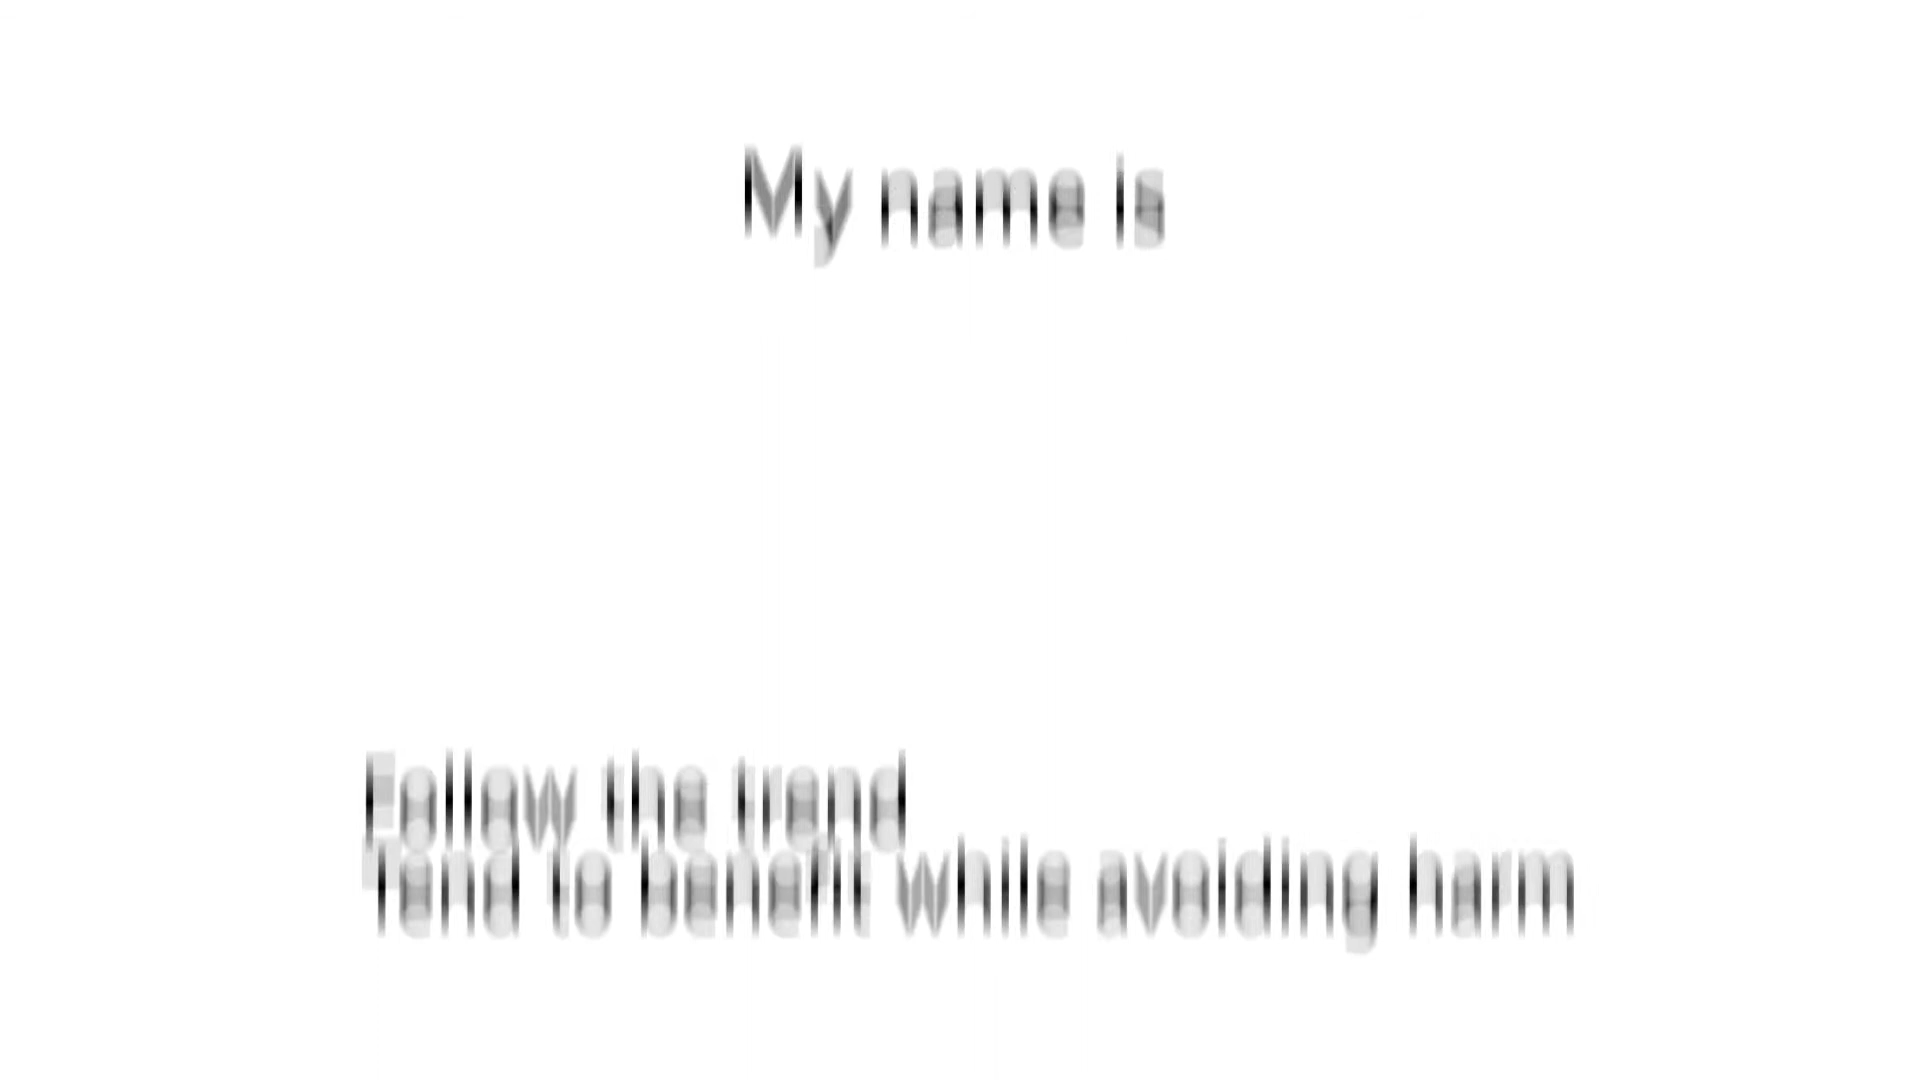 My name is
Follow the trend
Tend to benefit while avoiding harm